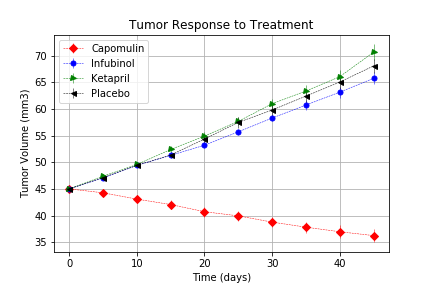 Tumor Response to Treatment
Tumor Volume (mm3)
70
65
60
55
50
45
40
35
Capomulin
Infubinol
Ketapril
Placebo
0
10
20
30
40
Time (days)